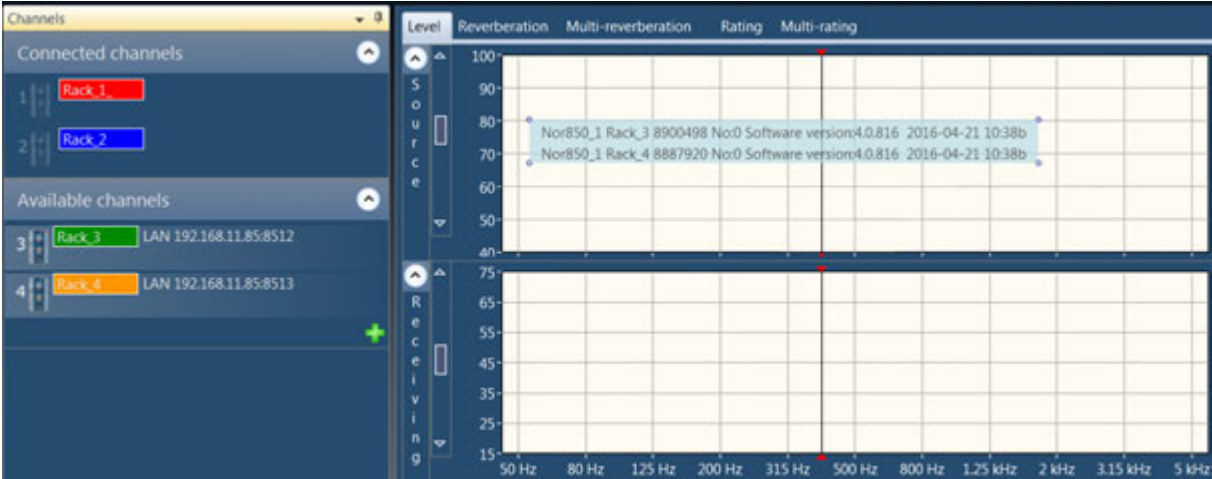 Channels
Connected channels
1 Rack_1_
2 Rack_2
Available channels
3 Rack_3 LAN 192.168.11.85:8512
4 Rack_4 LAN 192.168.11.85:8513
Level Reverberation Multi-reverberation Rating Multi-rating
Source
100
90
80
70
60
50
40
Nor850_1 Rack_3 8900498 No:0 Software version:4.0.816 2016-04-21 10:38b
Nor850_1 Rack_4 8887920 No:0 Software version:4.0.816 2016-04-21 10:38b
Receiving
75
65
55
45
35
25
15
50 Hz 80 Hz 125 Hz 200 Hz 315 Hz 500 Hz 800 Hz 1.25 kHz 2 kHz 3.15 kHz 5 kHz